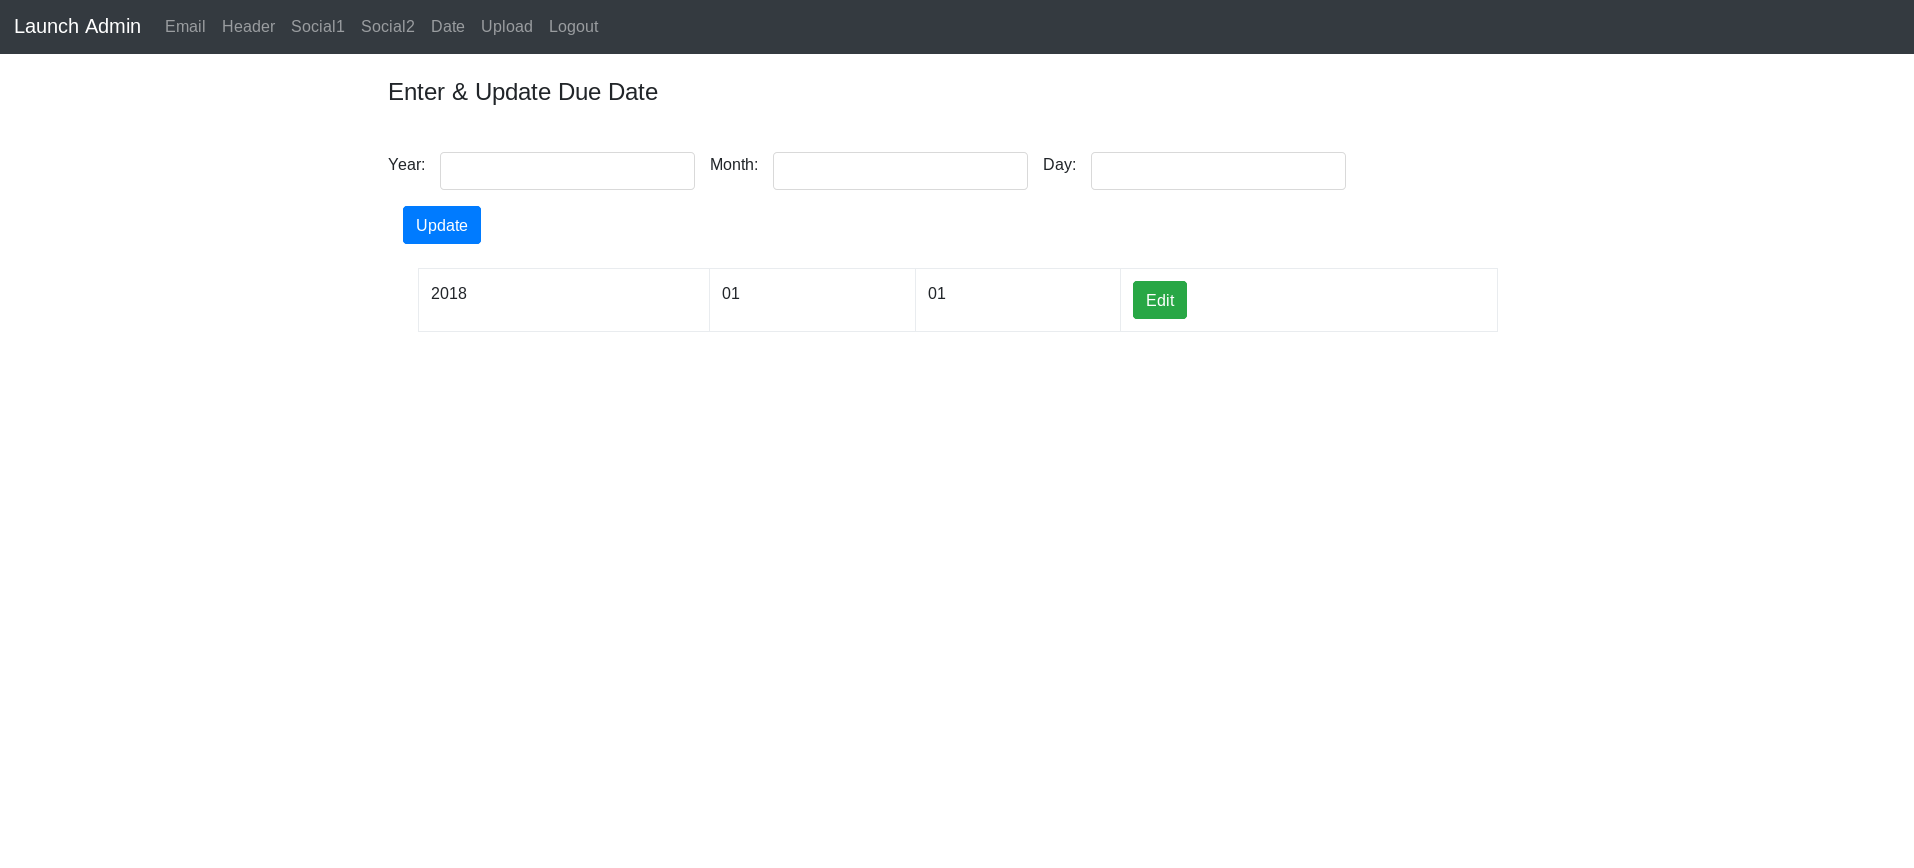 Launch Admin Email Header Social1 Social2 Date Upload Logout
Enter & Update Due Date
Year: Month: Day:
Update
2018 01 01 Edit